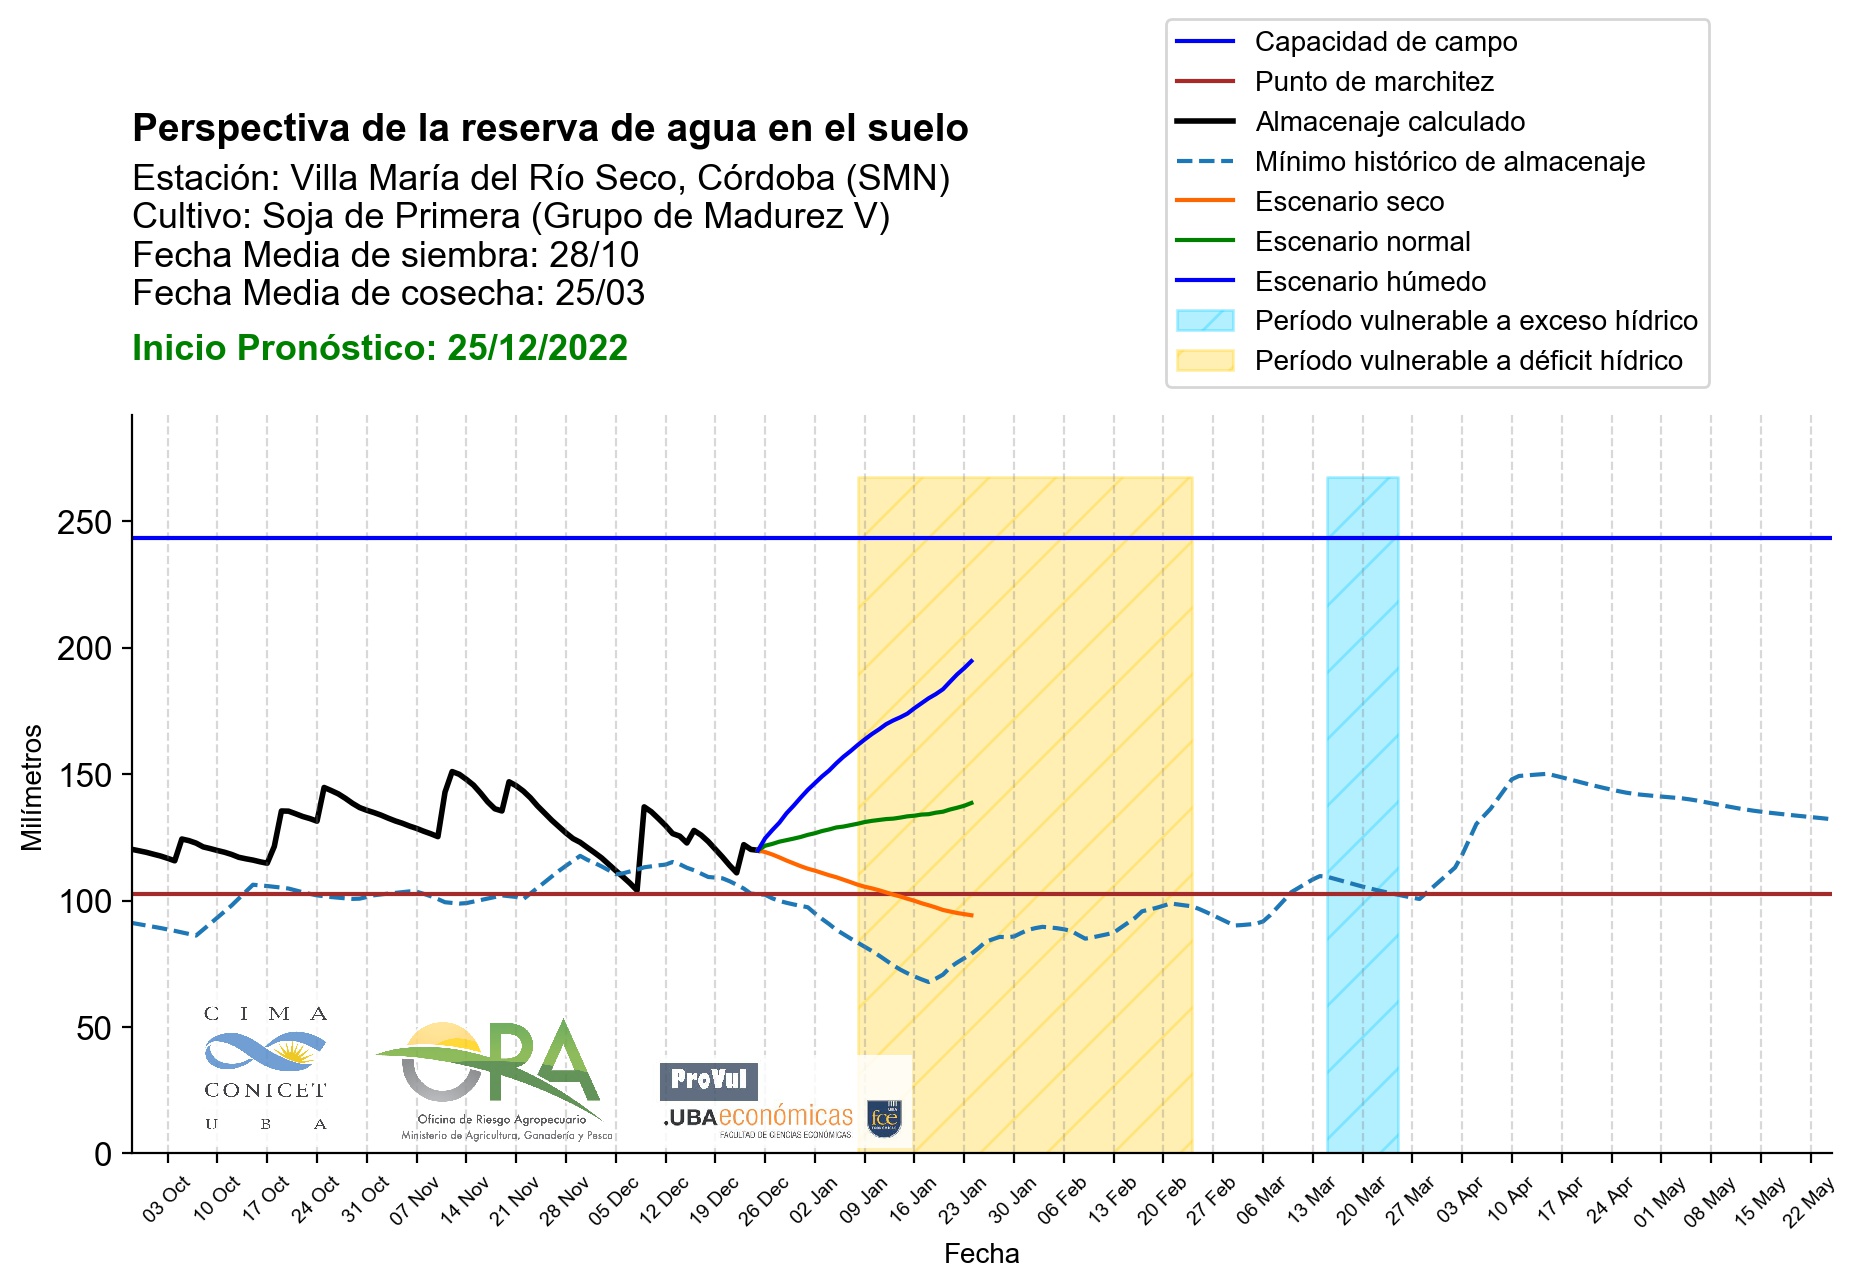 Capacidad de campo
Punto de marchitez
Almacenaje calculado
Mínimo histórico de almacenaje
Escenario seco
Escenario normal
Escenario húmedo
Período vulnerable a exceso hídrico
Período vulnerable a déficit hídrico
Perspectiva de la reserva de agua en el suelo
Estación: Villa María del Río Seco, Córdoba (SMN)
Cultivo: Soja de Primera (Grupo de Madurez V)
Fecha Media de siembra: 28/10
Fecha Media de cosecha: 25/03
Inicio Pronóstico: 25/12/2022
250
200
150
100
50
0
Milímetros
C I M A
CONICET
U B A
ORA
Oficina de Riesgo Agropecuario
Ministerio de Agricultura, Ganadería y Pesca
ProVul
.UBAeconómicas
FACULTAD DE CIENCIAS ECONÓMICAS
UBA
fce
ECONÓMICAS
03 Oct
10 Oct
17 Oct
24 Oct
31 Oct
07 Nov
14 Nov
21 Nov
28 Nov
05 Dec
12 Dec
19 Dec
26 Dec
02 Jan
09 Jan
16 Jan
23 Jan
30 Jan
06 Feb
13 Feb
20 Feb
27 Feb
06 Mar
13 Mar
20 Mar
27 Mar
03 Apr
10 Apr
17 Apr
24 Apr
01 May
08 May
15 May
22 May
Fecha